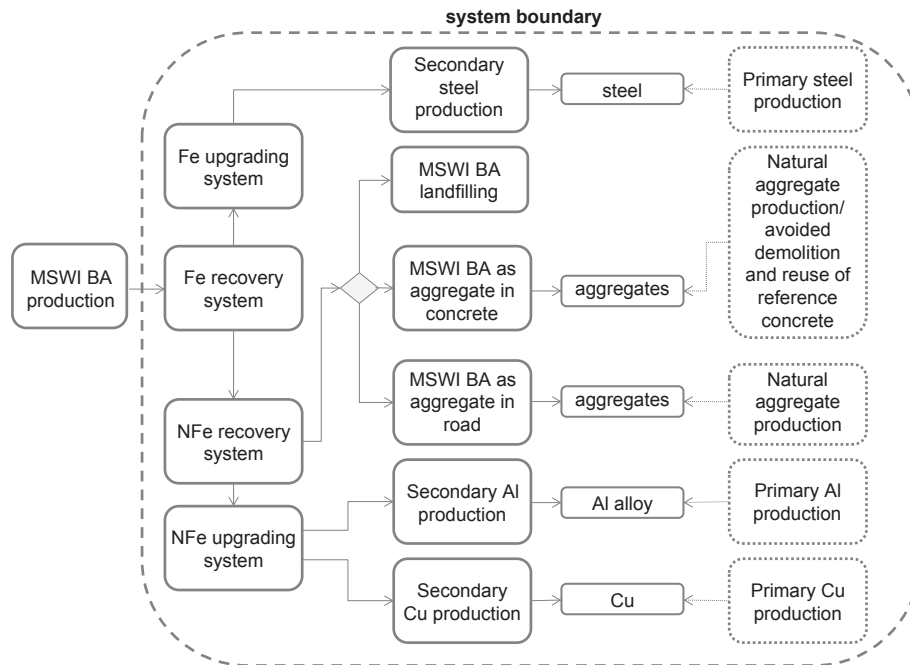 system boundary
Secondary
steel
production
steel
Primary steel
production
Fe upgrading
system
MSWI BA
landfilling
Natural
aggregate
production/
avoided
demolition
and reuse of
reference
concrete
MSWI BA
production
Fe recovery
system
MSWI BA as
aggregate in
concrete
aggregates
NFe recovery
system
MSWI BA as
aggregate in
road
aggregates
Natural
aggregate
production
NFe upgrading
system
Secondary Al
production
Al alloy
Primary Al
production
Secondary
Cu production
Cu
Primary Cu
production